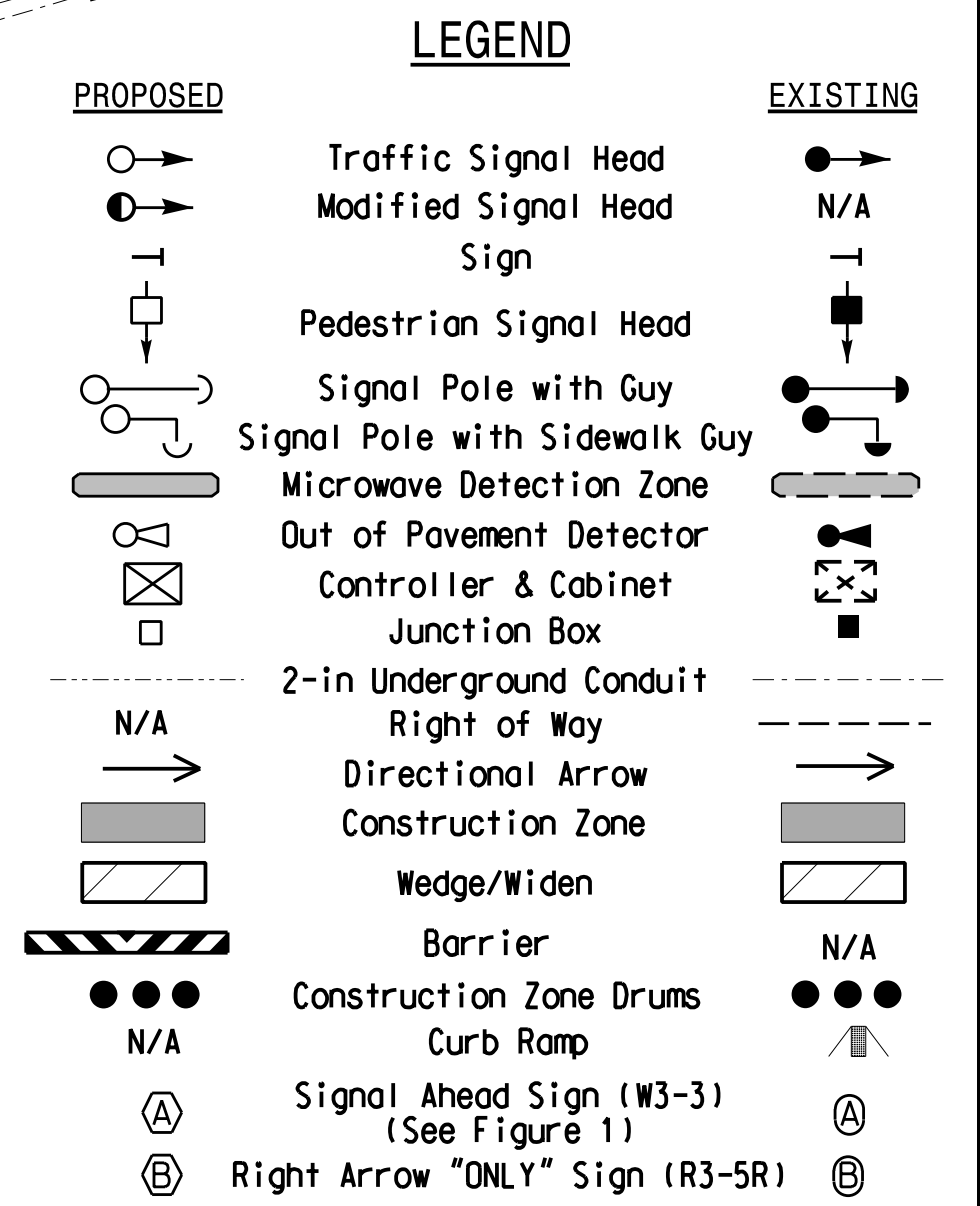 LEGEND
PROPOSED EXISTING
Traffic Signal Head
Modified Signal Head N/A
Sign
Pedestrian Signal Head
Signal Pole with Guy
Signal Pole with Sidewalk Guy
Microwave Detection Zone
Out of Pavement Detector
Controller & Cabinet
Junction Box
2-in Underground Conduit
N/A Right of Way
Directional Arrow
Construction Zone
Wedge/Widen
Barrier N/A
Construction Zone Drums
N/A Curb Ramp
A Signal Ahead Sign (W3-3) A
(See Figure 1)
B Right Arrow "ONLY" Sign (R3-5R) B